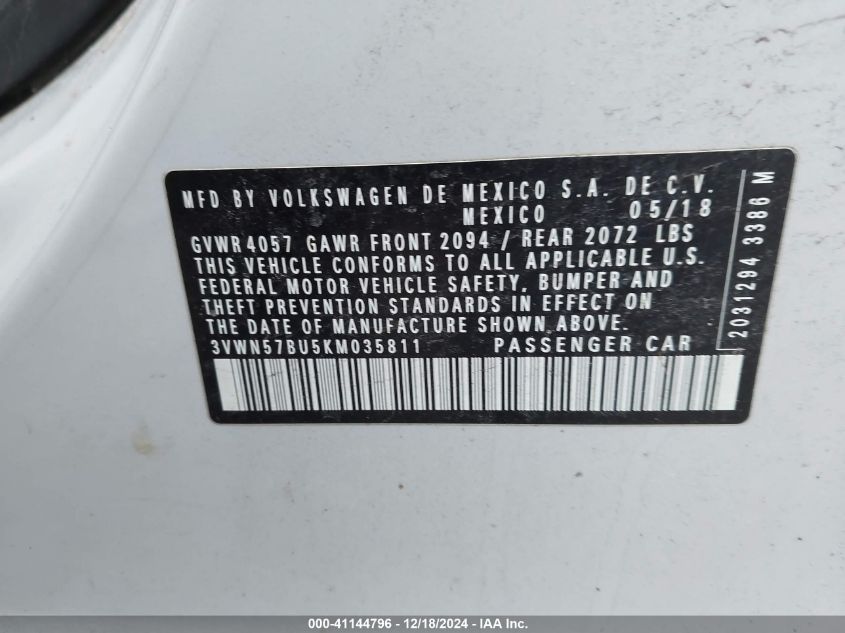 MFD BY VOLKSWAGEN DE MEXICO S.A. DE C.V.
MEXICO 05/18
GVWR 4057 GAWR FRONT 2094 / REAR 2072 LBS
THIS VEHICLE CONFORMS TO ALL APPLICABLE U.S.
FEDERAL MOTOR VEHICLE SAFETY, BUMPER AND
THEFT PREVENTION STANDARDS IN EFFECT ON
THE DATE OF MANUFACTURE SHOWN ABOVE.
3VWN57BU5KM035811 PASSENGER CAR
2031294 3386 M
000-41144796 - 12/18/2024 - IAA Inc.